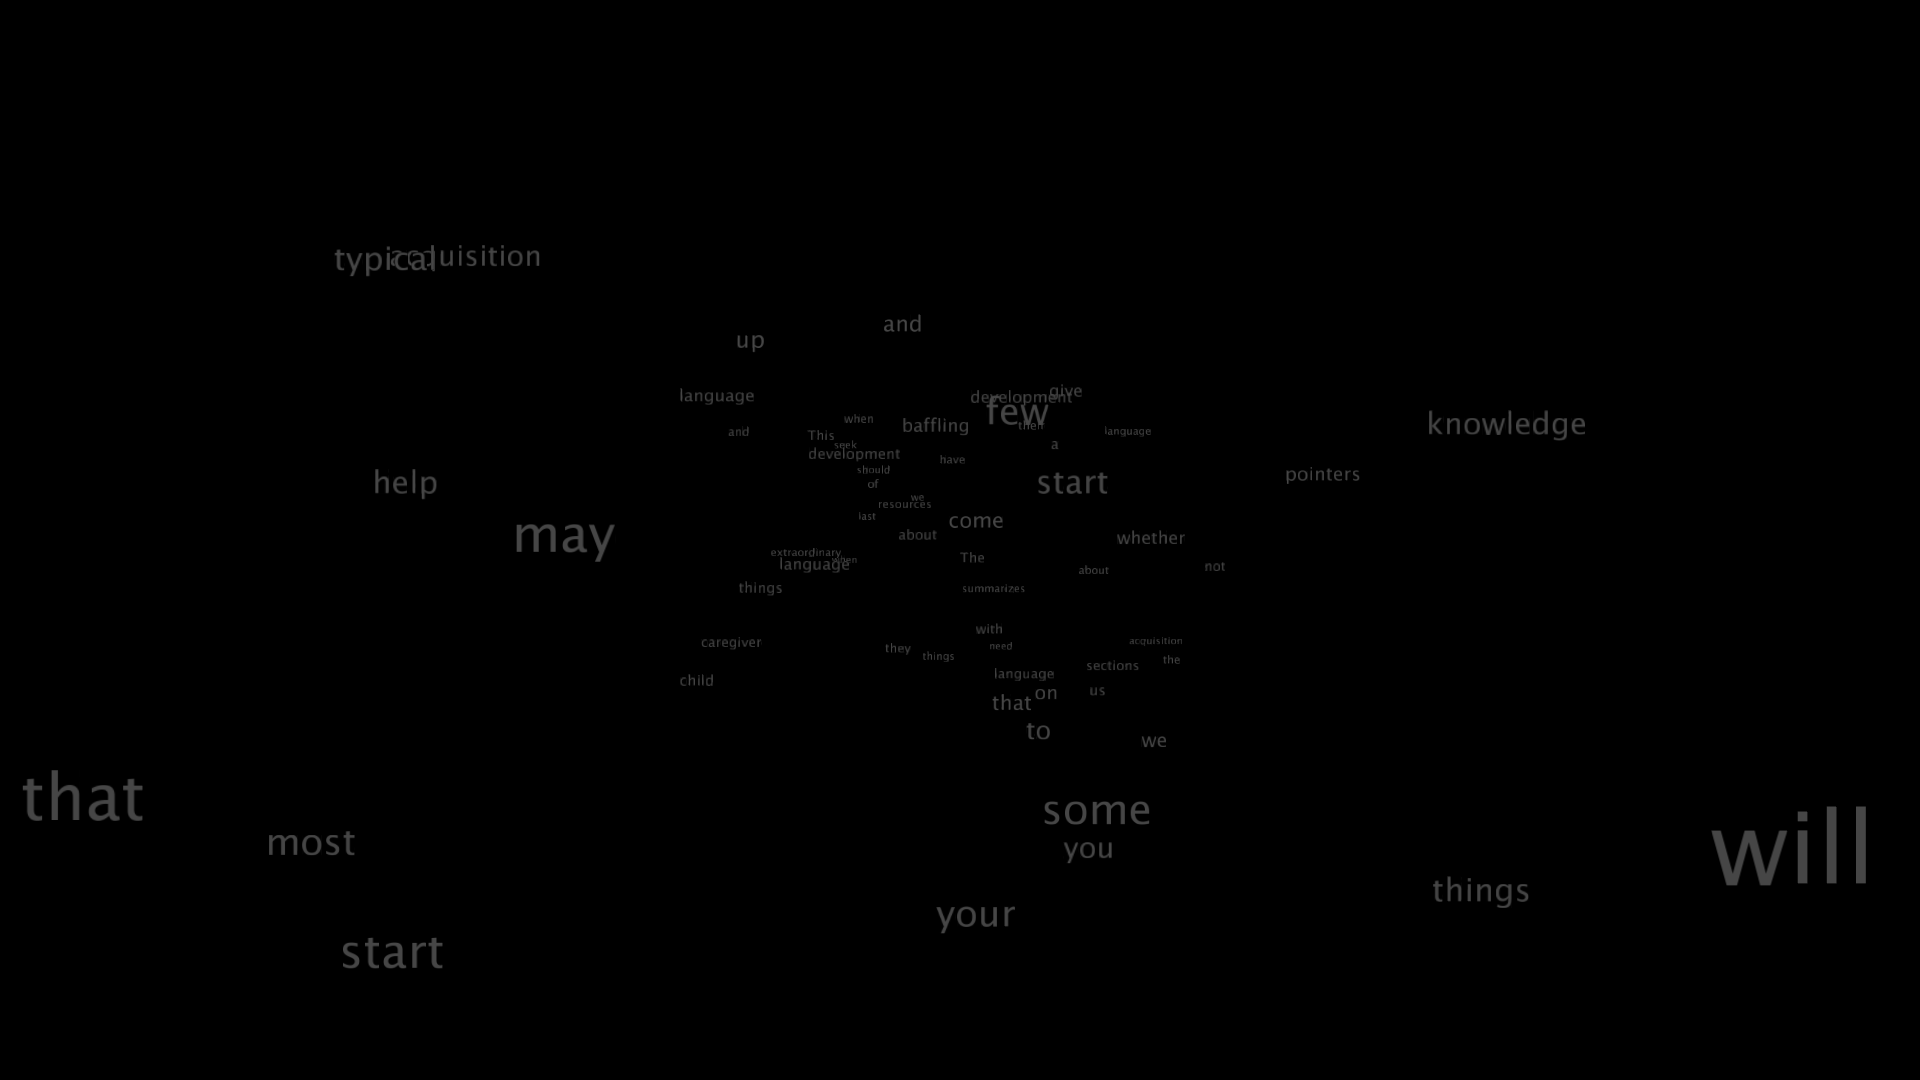 acquisition
typical
and
up
give
language
development
few
when
baffling
then
knowledge
and
This
language
seek
a
development
have
should
pointers
help
of
start
we
resources
last
come
may
about
whether
extraordinary
The
when
language
not
about
things
summarizes
with
caregiver
acquisition
they
need
things
the
sections
language
child
us
on
that
to
we
that
some
most
you
will
things
your
start